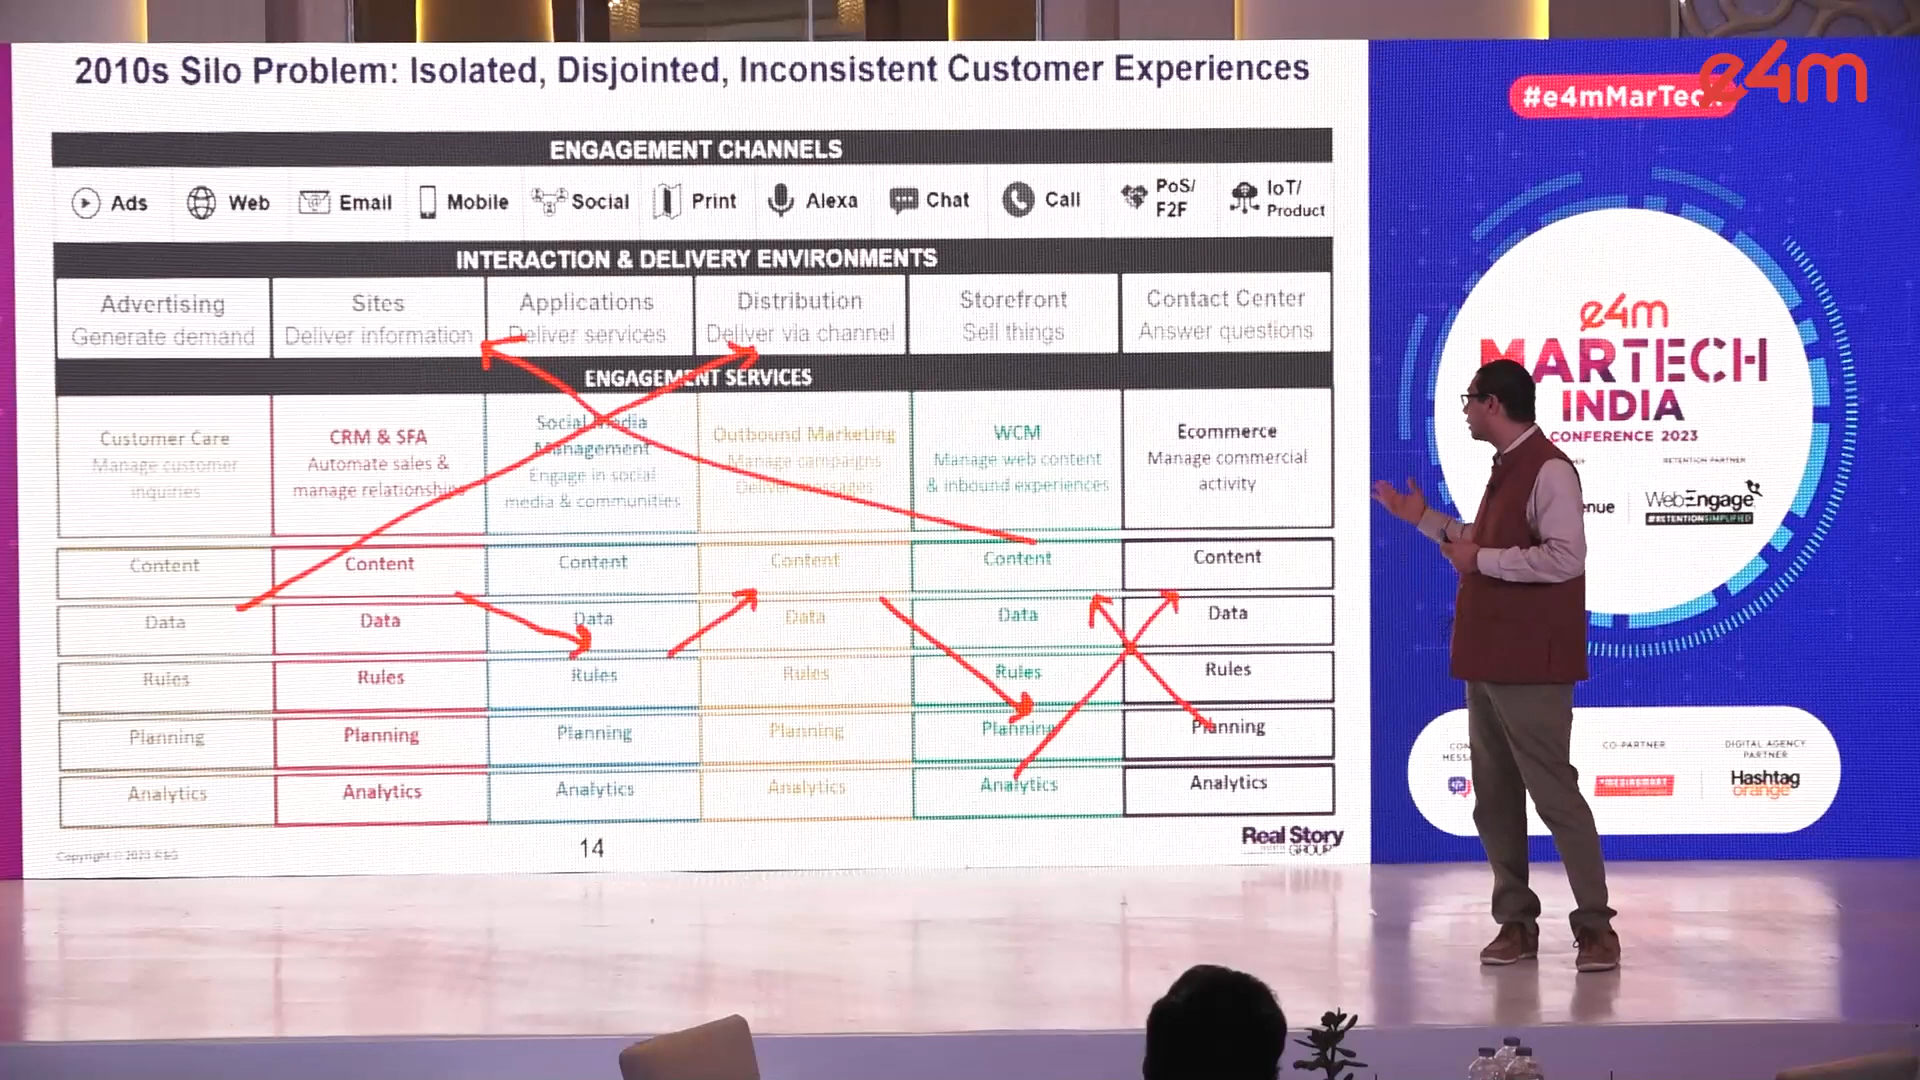 2010s Silo Problem: Isolated, Disjointed, Inconsistent Customer Experiences
ENGAGEMENT CHANNELS
Ads
Web
Email
Mobile
Social
Print
Alexa
Chat
Call
PoS/
F2F
IoT/
Product
INTERACTION & DELIVERY ENVIRONMENTS
Advertising
Generate demand
Sites
Deliver information
Applications
Deliver services
Distribution
Deliver via channel
Storefront
Sell things
Contact Center
Answer questions
ENGAGEMENT SERVICES
Customer Care
Manage customer
inquiries
CRM & SFA
Automate sales &
manage relationships
Social Media
Management
Engage in social
media & communities
Outbound Marketing
Manage campaigns
Deliver messages
WCM
Manage web content
& inbound experiences
Ecommerce
Manage commercial
activity
Content
Content
Content
Content
Content
Content
Data
Data
Data
Data
Data
Data
Rules
Rules
Rules
Rules
Rules
Rules
Planning
Planning
Planning
Planning
Planning
Planning
Analytics
Analytics
Analytics
Analytics
Analytics
Analytics
14
Real Story
GROUP
#e4mMarTec
e4m
e4m
MARTECH
INDIA
CONFERENCE 2023
RETENTION PARTNER
WebEngage
#RETENTIONSIMPLIFIED
CO-PARTNER
DIGITAL AGENCY
PARTNER
Hashtag
orange